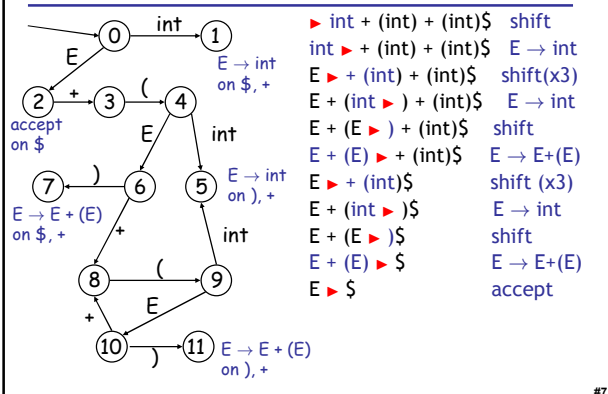 0 int 1
E
E → int
on $, +
2 + 3 ( 4
accept
on $
E int
7 ) 6 5
E → int
on ), +
E → E + (E)
on $, +
+ int
8 ( 9
+ E
10 ) 11
E → E + (E)
on ), +
► int + (int) + (int)$ shift
int ► + (int) + (int)$ E → int
E ► + (int) + (int)$ shift(x3)
E + (int ► ) + (int)$ E → int
E + (E ► ) + (int)$ shift
E + (E) ► + (int)$ E → E+(E)
E ► + (int)$ shift (x3)
E + (int ► )$ E → int
E + (E ► )$ shift
E + (E) ► $ E → E+(E)
E ► $ accept
#7